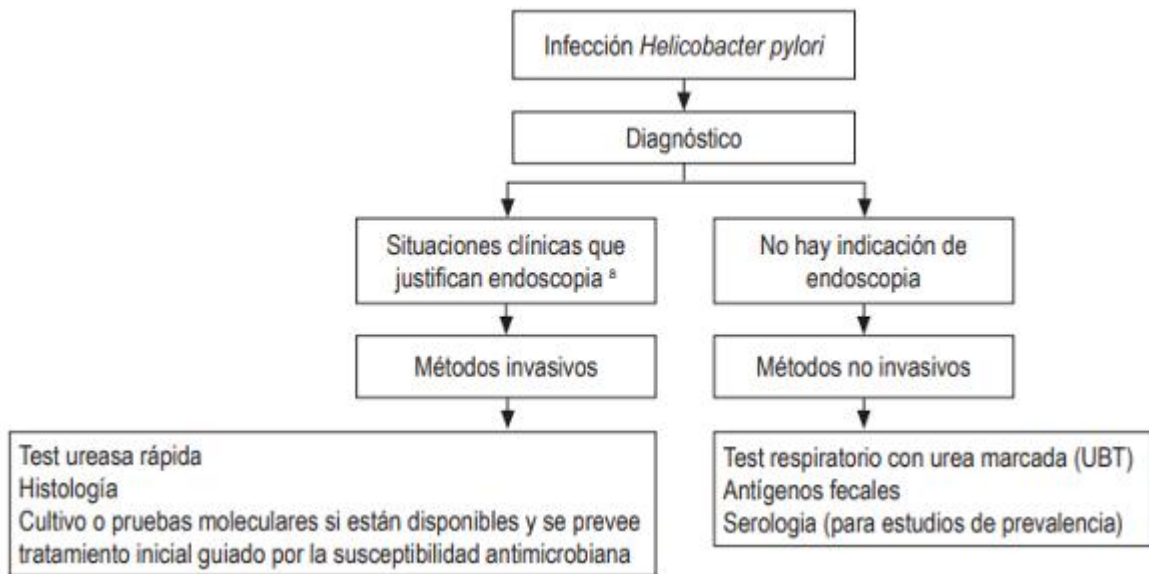 Infección Helicobacter pylori
Diagnóstico
Situaciones clínicas que
justifican endoscopia ª
No hay indicación de
endoscopia
Métodos invasivos
Métodos no invasivos
Test ureasa rápida
Histología
Cultivo o pruebas moleculares si están disponibles y se prevee
tratamiento inicial guiado por la susceptibilidad antimicrobiana
Test respiratorio con urea marcada (UBT)
Antígenos fecales
Serologia (para estudios de prevalencia)